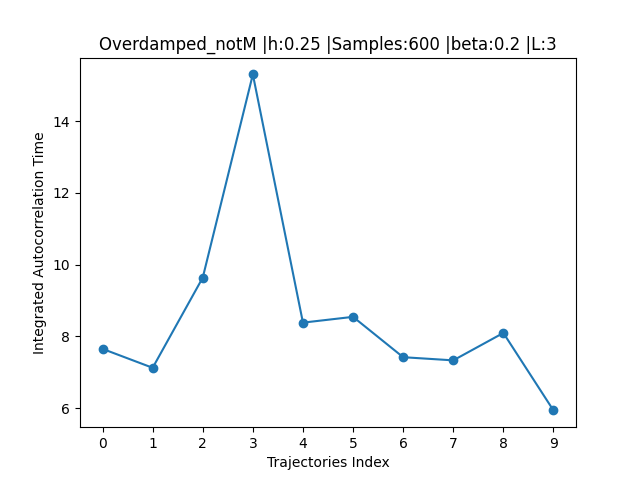 Overdamped_notM |h:0.25 |Samples:600 |beta:0.2 |L:3
Integrated Autocorrelation Time
14
12
10
8
6
0 1 2 3 4 5 6 7 8 9
Trajectories Index